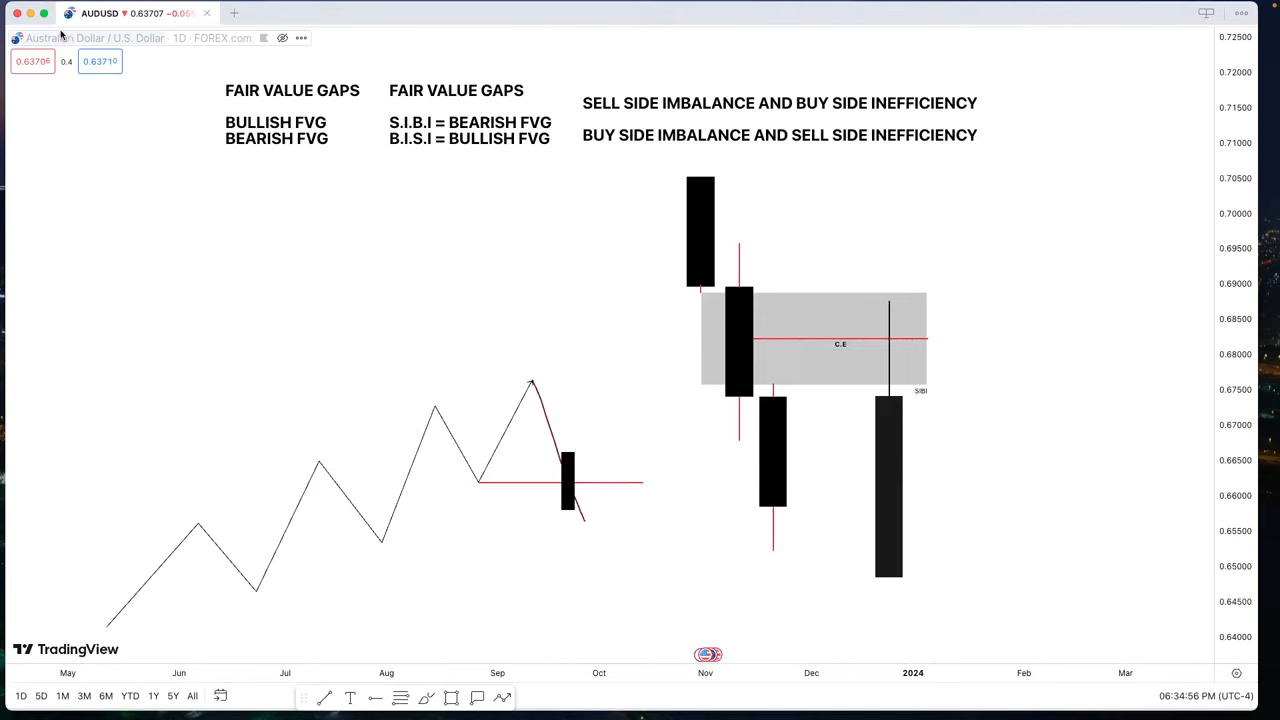 AUDUSD ▼ 0.63707 −0.05%
Australian Dollar / U.S. Dollar · 1D · FOREX.com
0.63706 0.4 0.63710
FAIR VALUE GAPS
BULLISH FVG
BEARISH FVG
FAIR VALUE GAPS
S.I.B.I = BEARISH FVG
B.I.S.I = BULLISH FVG
SELL SIDE IMBALANCE AND BUY SIDE INEFFICIENCY
BUY SIDE IMBALANCE AND SELL SIDE INEFFICIENCY
C.E
SIBI
0.72500
0.72000
0.71500
0.71000
0.70500
0.70000
0.69500
0.69000
0.68500
0.68000
0.67500
0.67000
0.66500
0.66000
0.65500
0.65000
0.64500
0.64000
TradingView
May Jun Jul Aug Sep Oct Nov Dec 2024 Feb Mar
1D 5D 1M 3M 6M YTD 1Y 5Y All
06:34:56 PM (UTC-4)